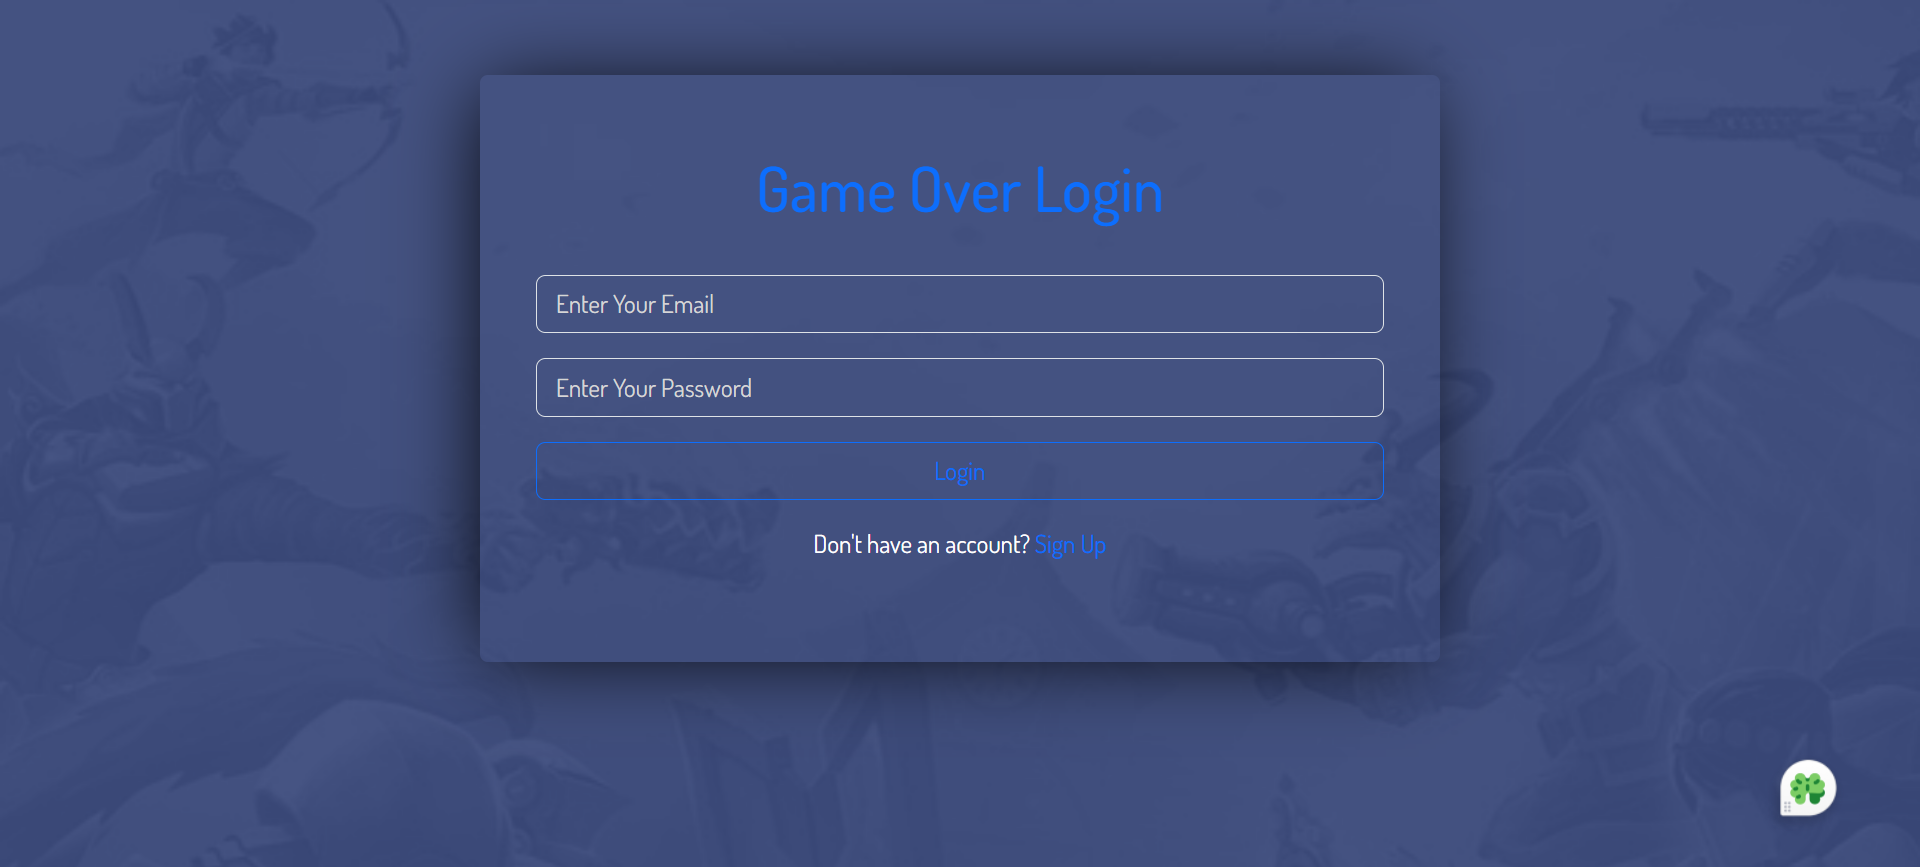 Game Over Login
Enter Your Email
Enter Your Password
Login
Don't have an account? Sign Up